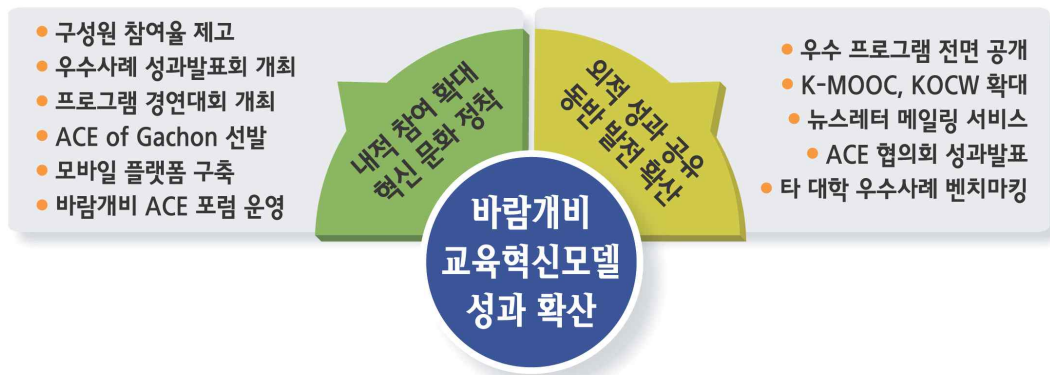 구성원 참여율 제고
우수사례 성과발표회 개최
프로그램 경연대회 개최
ACE of Gachon 선발
모바일 플랫폼 구축
바람개비 ACE 포럼 운영
내적 참여 확대
혁신 문화 정착
외적 성과 공유
동반 발전 확산
우수 프로그램 전면 공개
K-MOOC, KOCW 확대
뉴스레터 메일링 서비스
ACE 협의회 성과발표
타 대학 우수사례 벤치마킹
바람개비
교육혁신모델
성과 확산